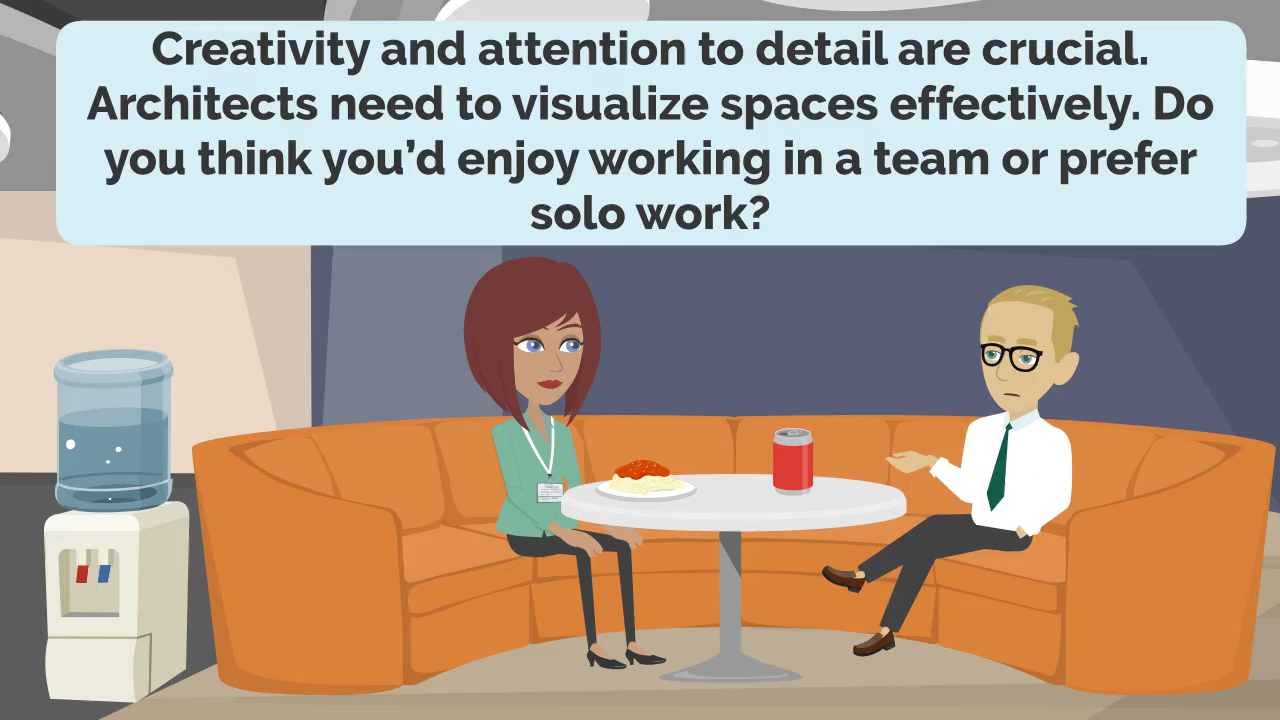 Creativity and attention to detail are crucial.
Architects need to visualize spaces effectively. Do
you think you’d enjoy working in a team or prefer
solo work?